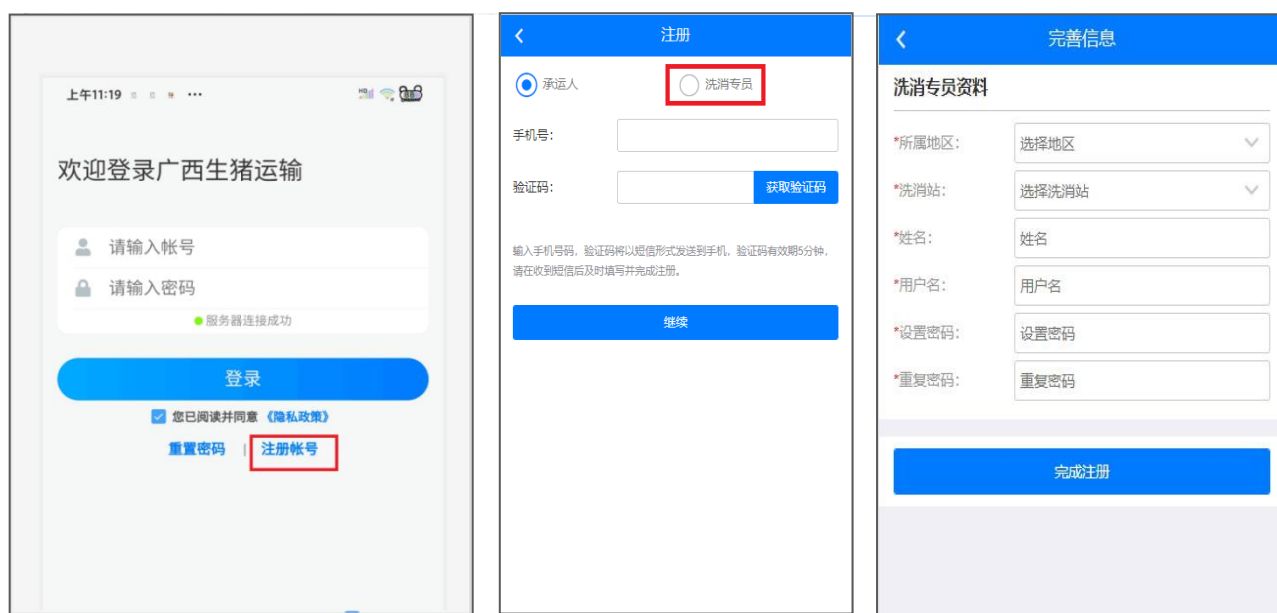 上午11:19
欢迎登录广西生猪运输
请输入帐号
请输入密码
服务器连接成功
登录
您已阅读并同意 《隐私政策》
重置密码 | 注册帐号
注册
承运人 洗消专员
手机号：
验证码： 获取验证码
输入手机号码，验证码将以短信形式发送到手机，验证码有效期5分钟，
请在收到短信后及时填写并完成注册。
继续
完善信息
洗消专员资料
*所属地区： 选择地区
*洗消站： 选择洗消站
*姓名： 姓名
*用户名： 用户名
*设置密码： 设置密码
*重复密码： 重复密码
完成注册